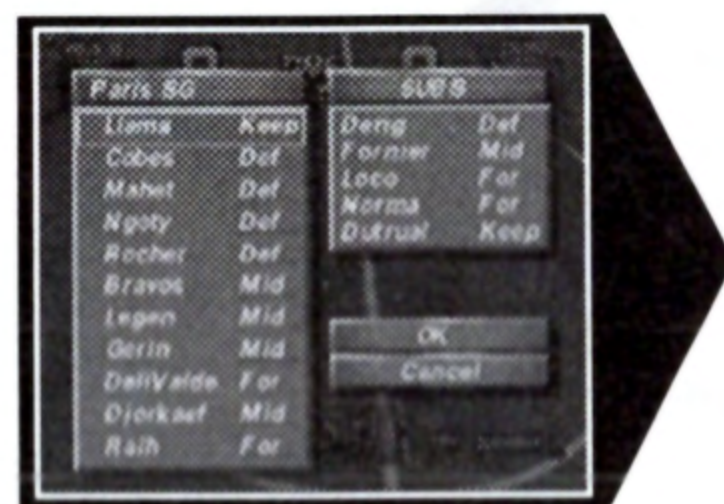 Paris SG
Llama Keep
Cobes Def
Mahet Def
Ngoty Def
Rocher Def
Bravos Mid
Legen Mid
Gerin Mid
DellValde For
Djorkaef Mid
Raih For
SUBS
Deng Def
Fornier Mid
Loco For
Norma For
Dutrual Keep
OK
Cancel